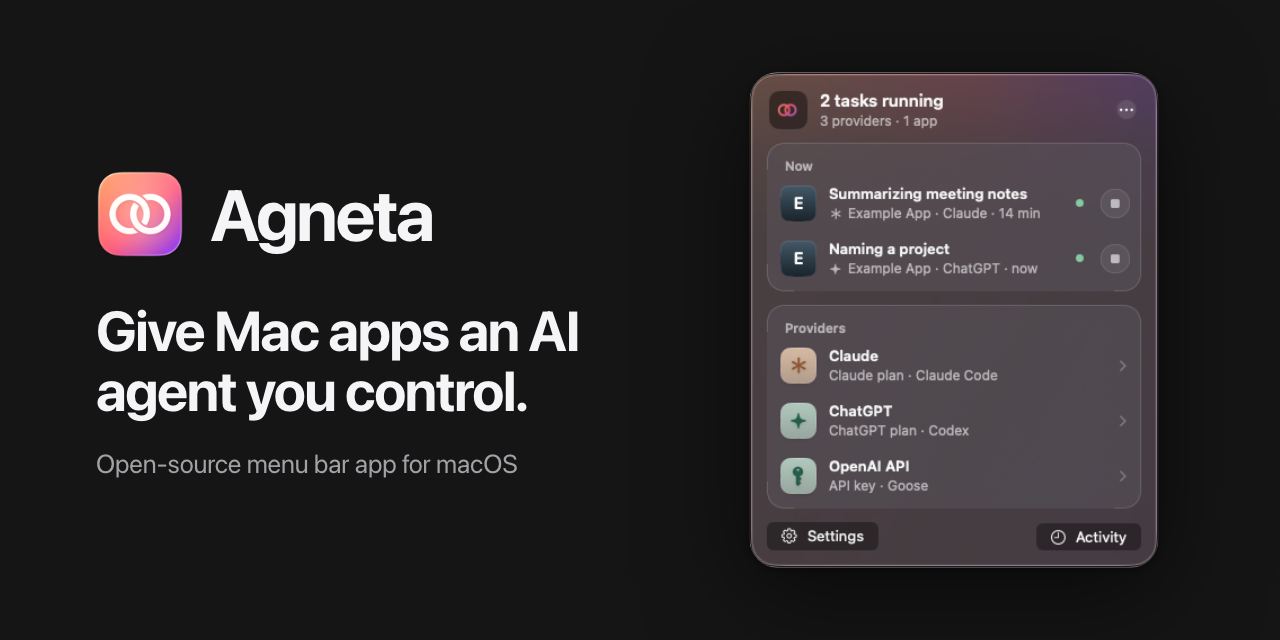 Agneta
Give Mac apps an AI
agent you control.
Open-source menu bar app for macOS
2 tasks running
3 providers · 1 app
Now
E
Summarizing meeting notes
Example App · Claude · 14 min
E
Naming a project
Example App · ChatGPT · now
Providers
Claude
Claude plan · Claude Code
ChatGPT
ChatGPT plan · Codex
OpenAI API
API key · Goose
Settings
Activity